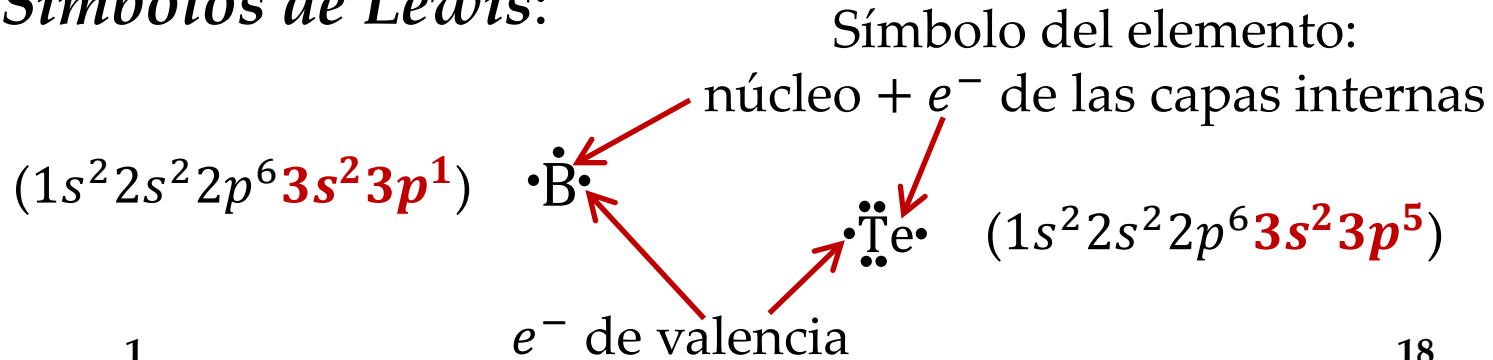 Símbolos de Lewis:
Símbolo del elemento:
núcleo + e⁻ de las capas internas
(1s²2s²2p⁶3s²3p¹) B
Te (1s²2s²2p⁶3s²3p⁵)
e⁻ de valencia
1 18